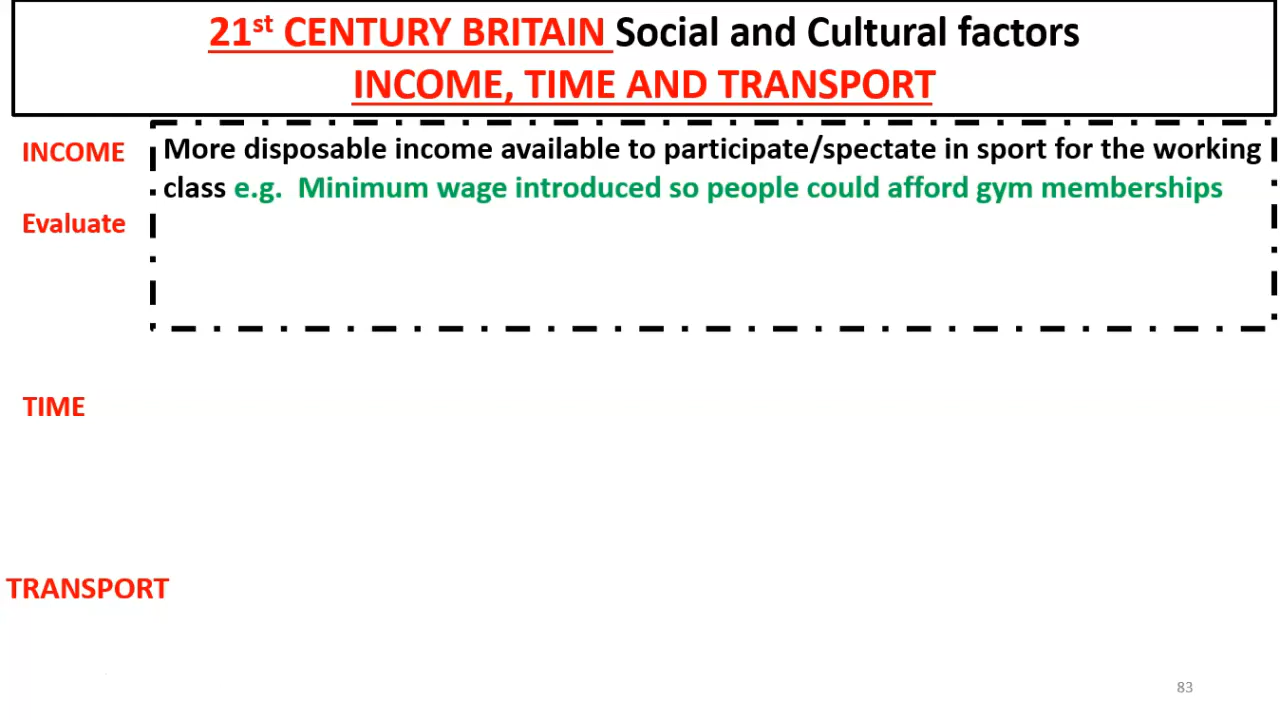 21st CENTURY BRITAIN Social and Cultural factors
INCOME, TIME AND TRANSPORT
INCOME
More disposable income available to participate/spectate in sport for the working
class e.g. Minimum wage introduced so people could afford gym memberships
Evaluate
TIME
TRANSPORT
83